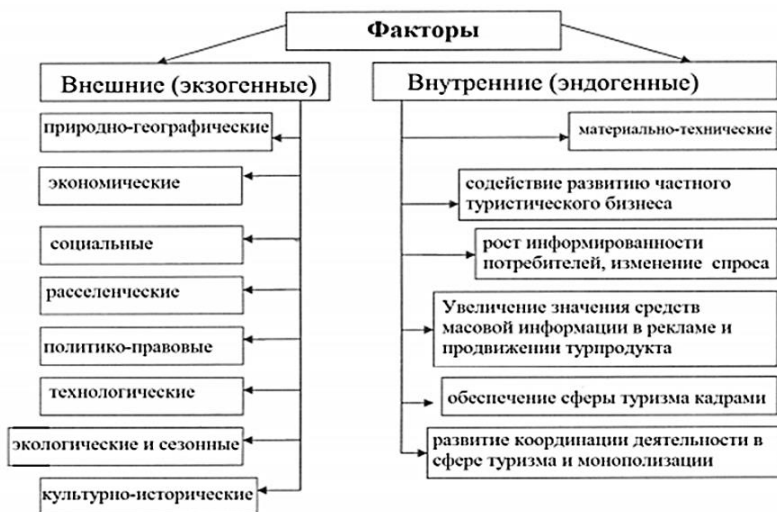 Факторы
Внешние (экзогенные)
природно-географические
экономические
социальные
расселенческие
политико-правовые
технологические
экологические и сезонные
культурно-исторические
Внутренние (эндогенные)
материально-технические
содействие развитию частного
туристического бизнеса
рост информированности
потребителей, изменение спроса
Увеличение значения средств
масовой информации в рекламе и
продвижении турпродукта
обеспечение сферы туризма кадрами
развитие координации деятельности в
сфере туризма и монополизации